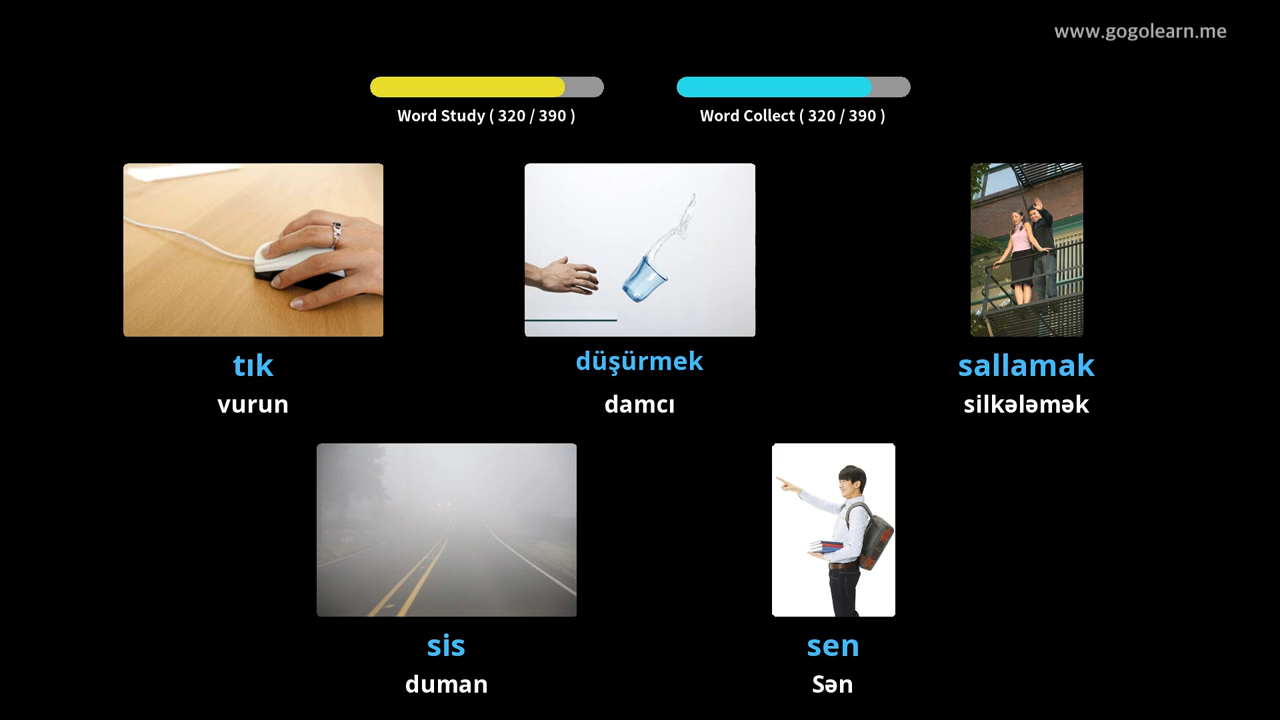 www.gogolearn.me
Word Study ( 320 / 390 )
Word Collect ( 320 / 390 )
tık
vurun
düşürmek
damcı
sallamak
silkələmək
sis
duman
sen
Sən